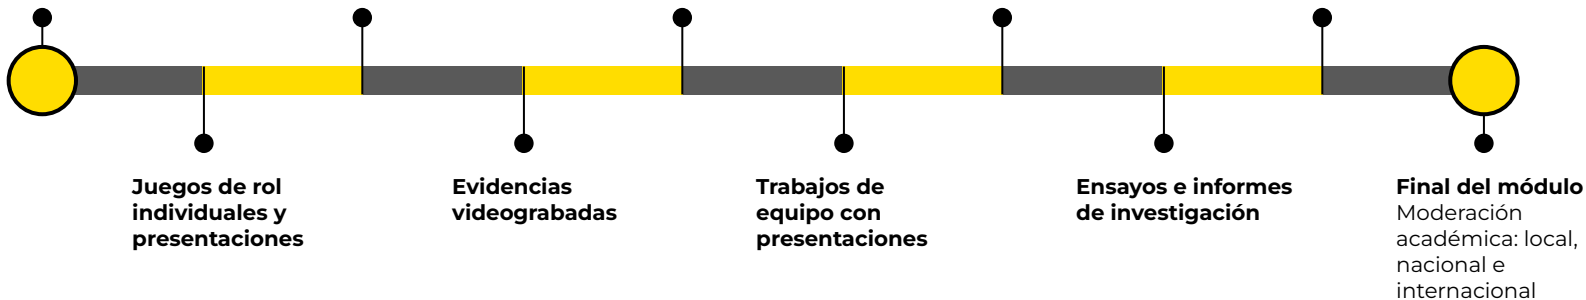 Juegos de rol
individuales y
presentaciones
Evidencias
videograbadas
Trabajos de
equipo con
presentaciones
Ensayos e informes
de investigación
Final del módulo
Moderación
académica: local,
nacional e
internacional